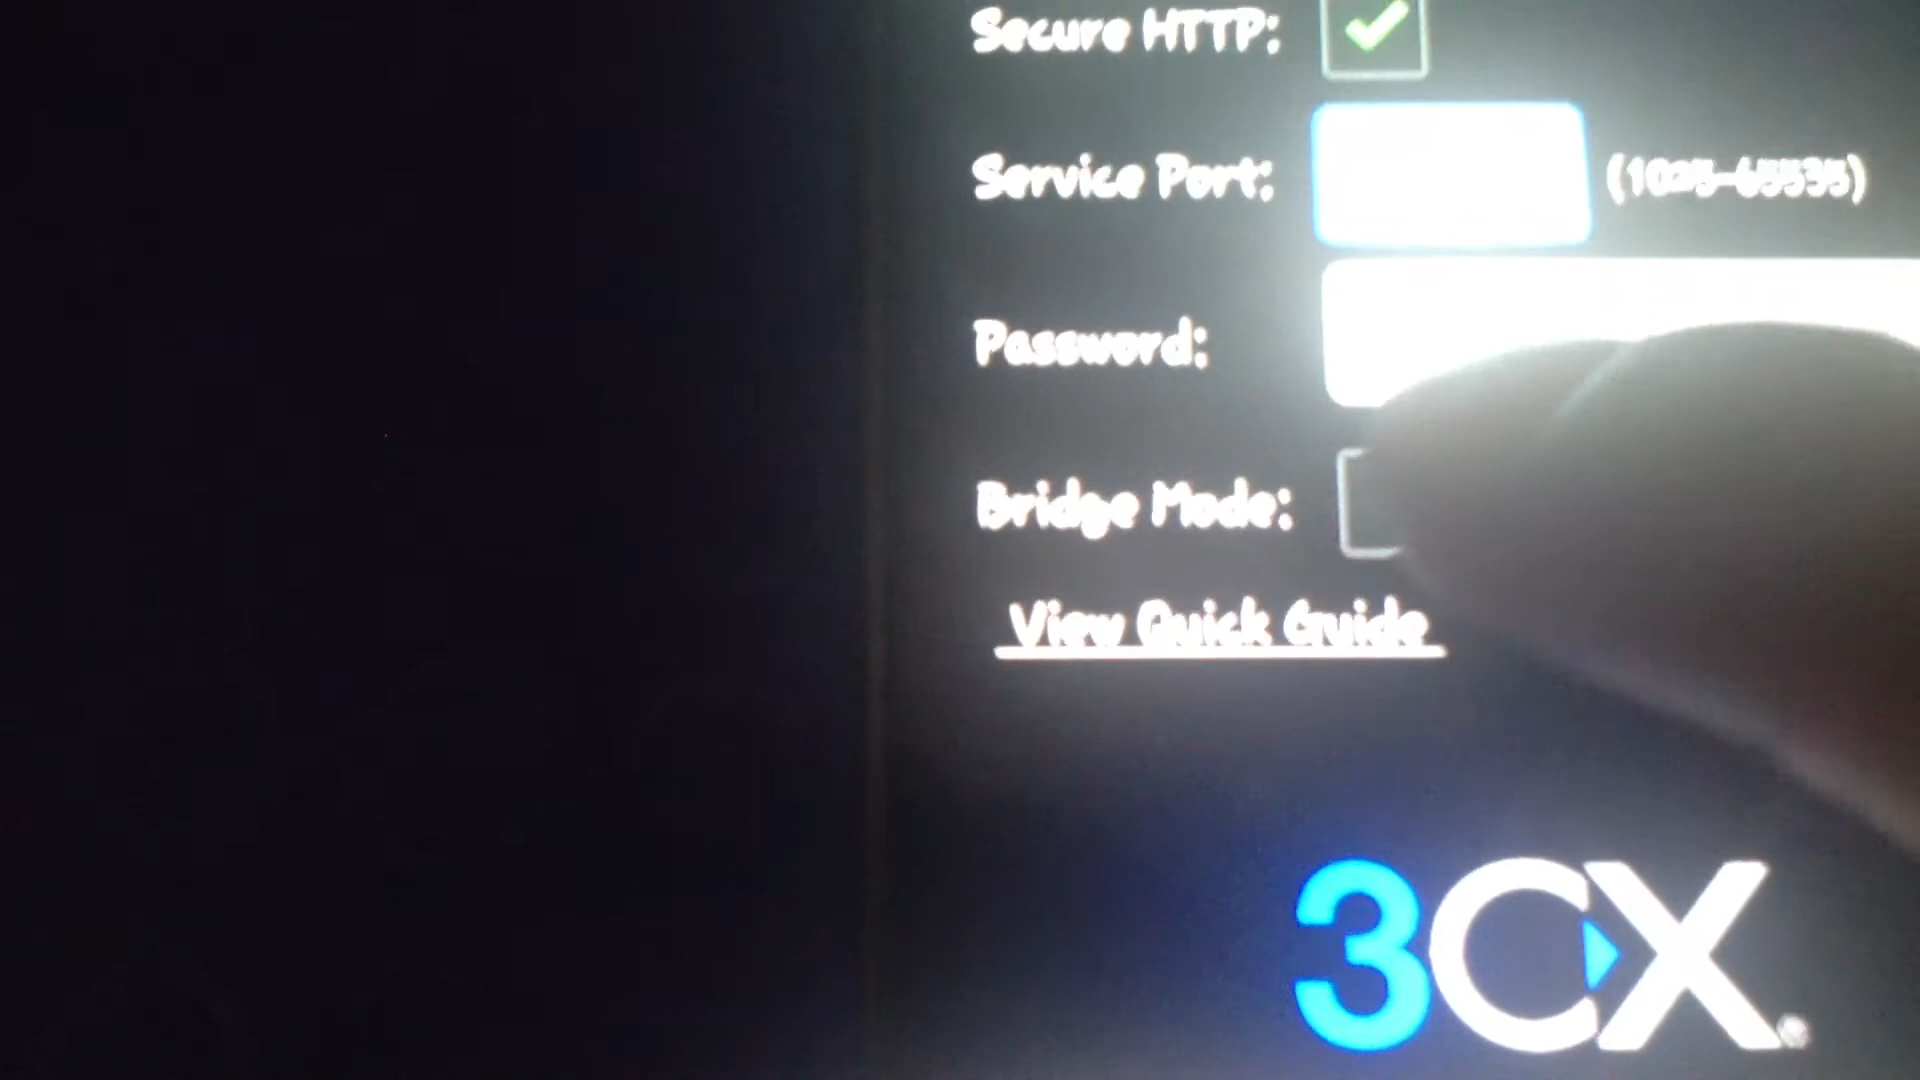 Secure HTTP:
Service Port: (1025-65535)
Password:
Bridge Mode:
View Quick Guide
3CX®